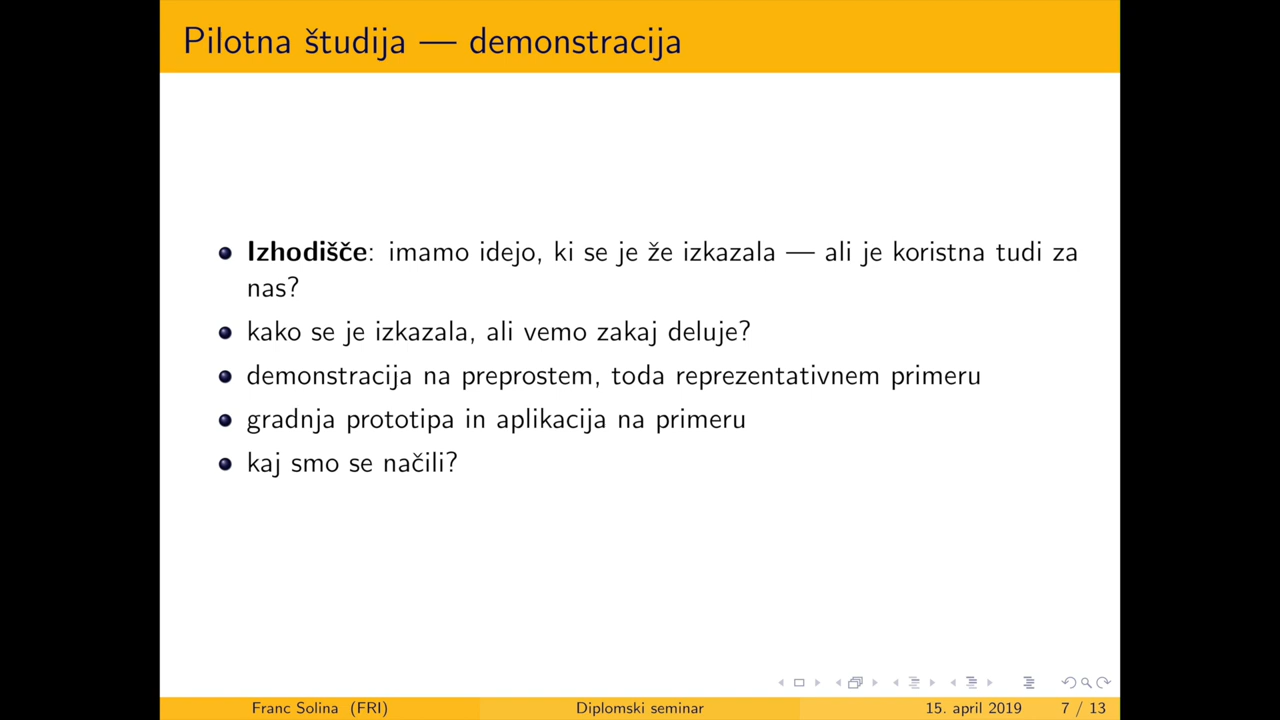 Pilotna študija — demonstracija
Izhodišče: imamo idejo, ki se je že izkazala — ali je koristna tudi za
nas?
kako se je izkazala, ali vemo zakaj deluje?
demonstracija na preprostem, toda reprezentativnem primeru
gradnja prototipa in aplikacija na primeru
kaj smo se načili?
Franc Solina (FRI) Diplomski seminar 15. april 2019 7 / 13